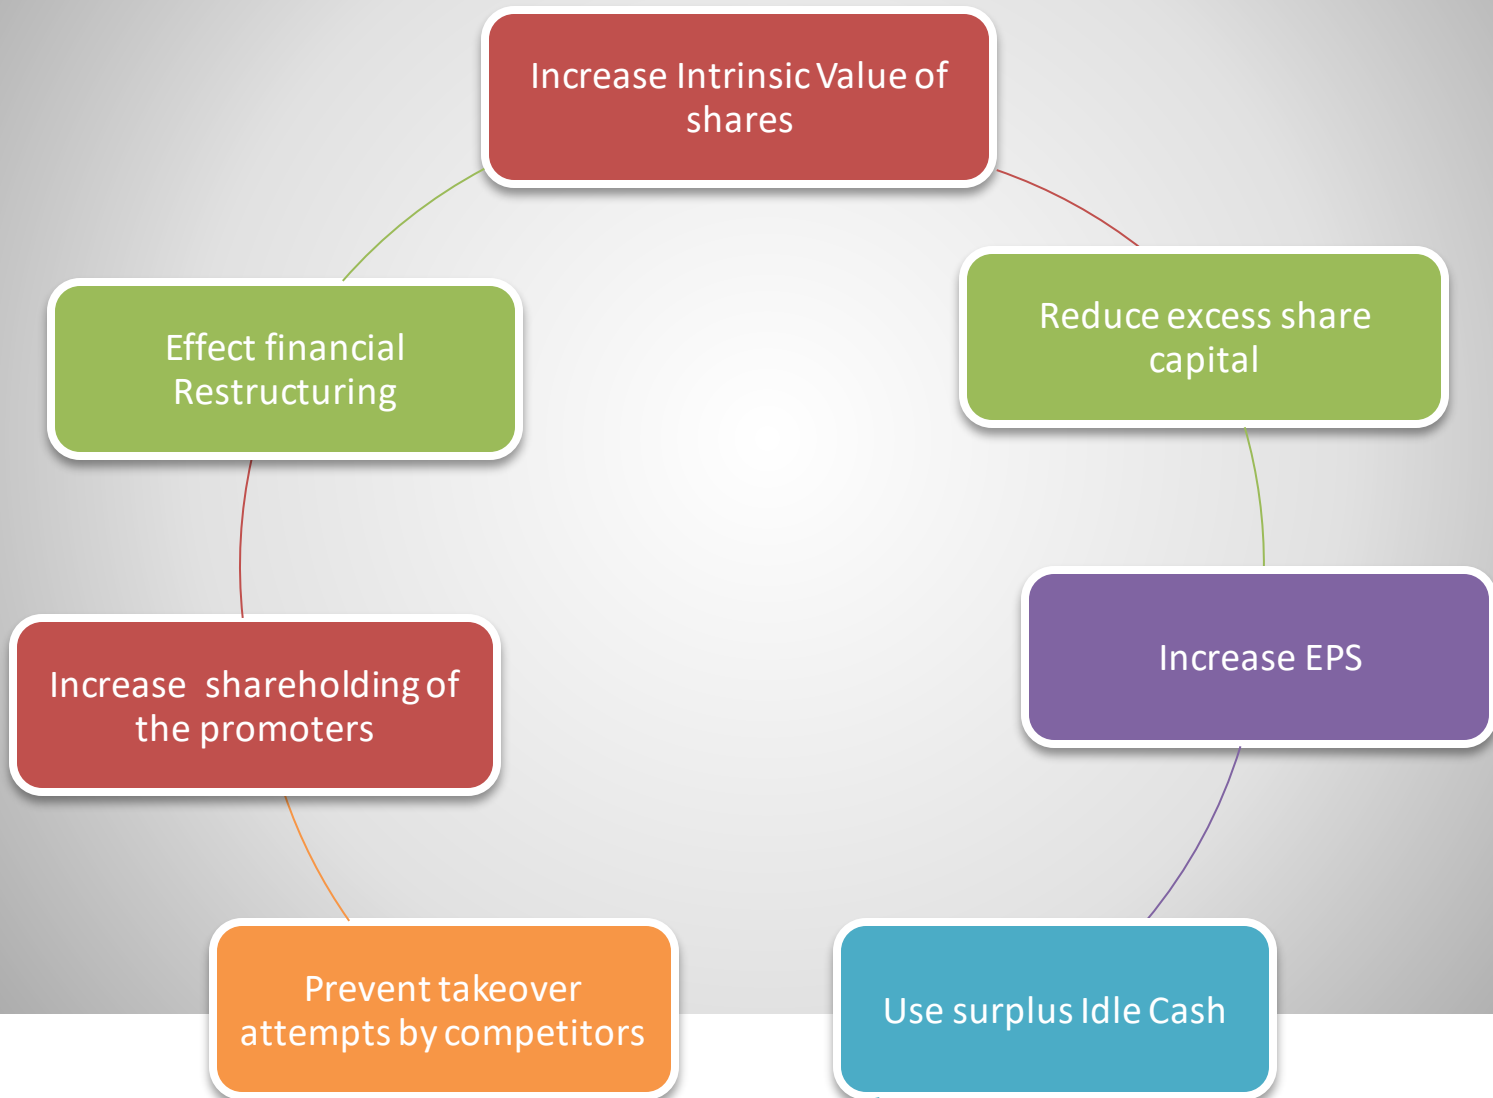 Increase Intrinsic Value of
shares
Reduce excess share
capital
Increase EPS
Use surplus Idle Cash
Prevent takeover
attempts by competitors
Increase shareholding of
the promoters
Effect financial
Restructuring